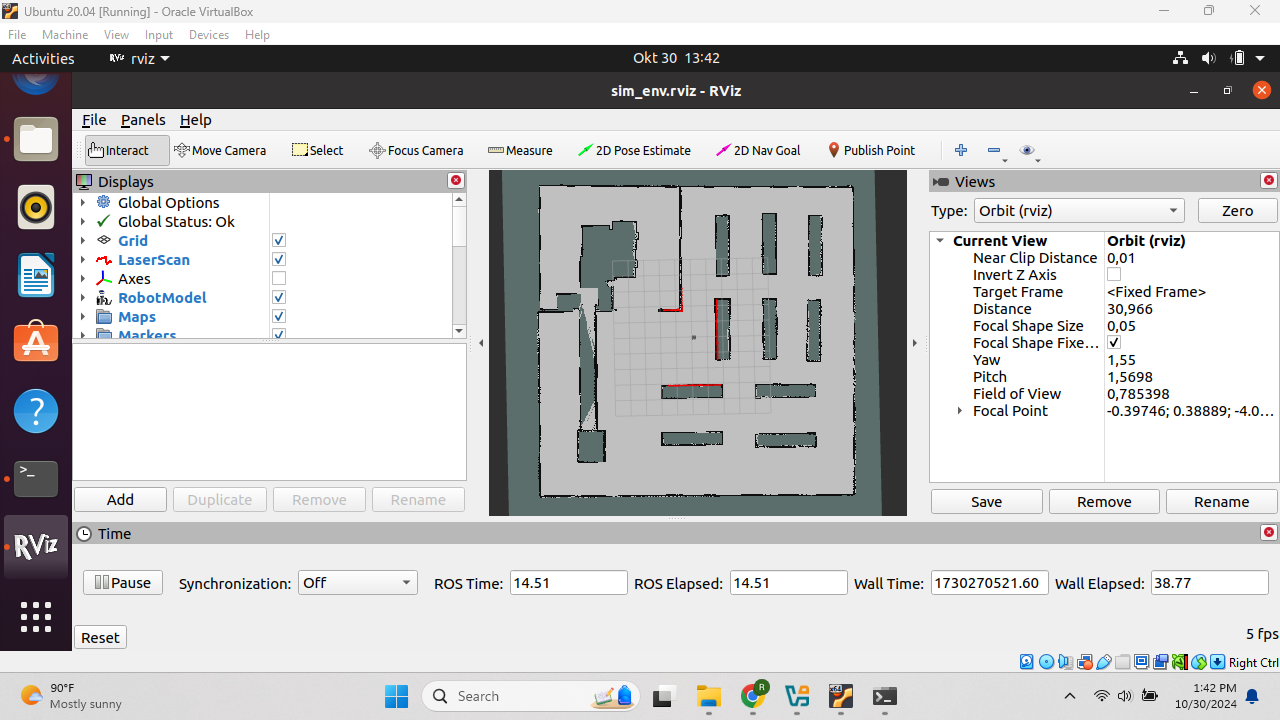 Ubuntu 20.04 [Running] - Oracle VirtualBox
File Machine View Input Devices Help
Activities RViz rviz Okt 30 13:42
sim_env.rviz - RViz
File Panels Help
Interact Move Camera Select Focus Camera Measure 2D Pose Estimate 2D Nav Goal Publish Point
Displays
Global Options
Global Status: Ok
Grid
LaserScan
Axes
RobotModel
Maps
Markers
Add Duplicate Remove Rename
Views
Type: Orbit (rviz) Zero
Current View Orbit (rviz)
Near Clip Distance 0,01
Invert Z Axis
Target Frame <Fixed Frame>
Distance 30,966
Focal Shape Size 0,05
Focal Shape Fixe...
Yaw 1,55
Pitch 1,5698
Field of View 0,785398
Focal Point -0.39746; 0.38889; -4.0...
Save Remove Rename
RViz
Time
Pause Synchronization: Off ROS Time: 14.51 ROS Elapsed: 14.51 Wall Time: 1730270521.60 Wall Elapsed: 38.77
Reset 5 fps
Right Ctrl
90°F
Mostly sunny
Search
R
x64
1:42 PM
10/30/2024